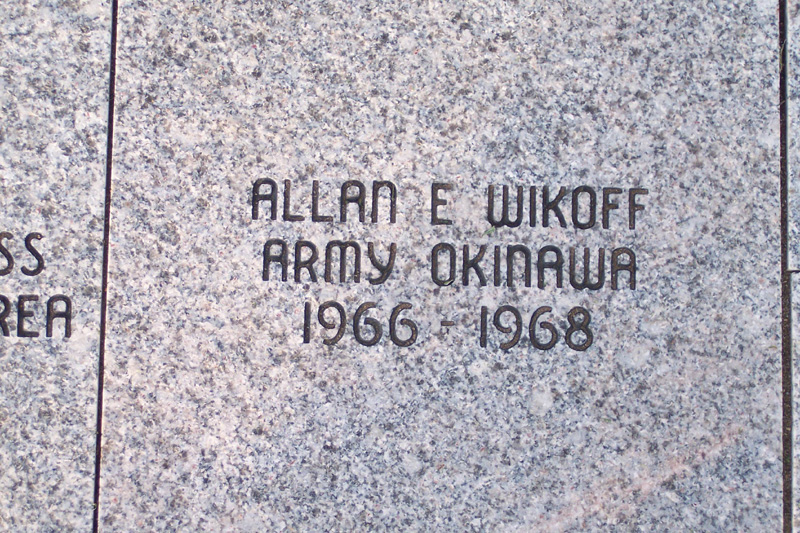 ALLAN E WIKOFF
ARMY OKINAWA
1966 - 1968